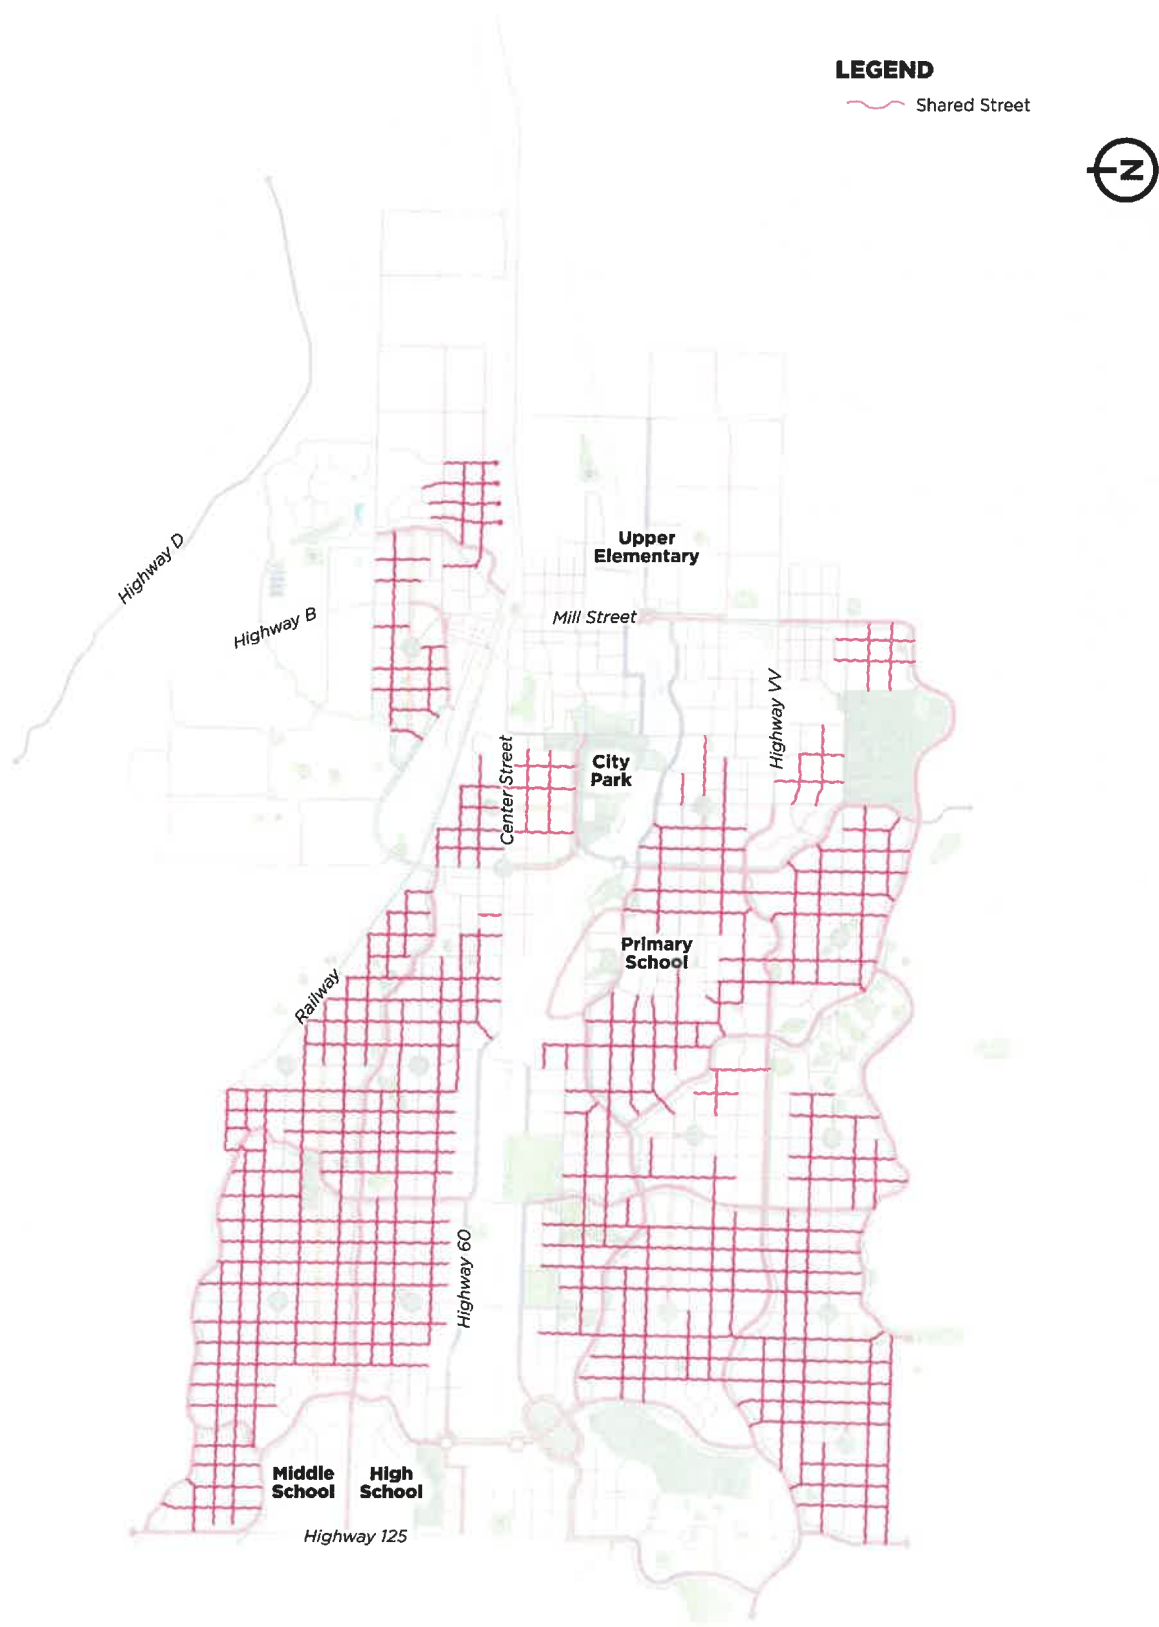 LEGEND
Shared Street
N
Highway D
Upper
Elementary
Highway B
Mill Street
Highway VV
Center Street
City
Park
Primary
School
Railway
Highway 60
Middle
School
High
School
Highway 125